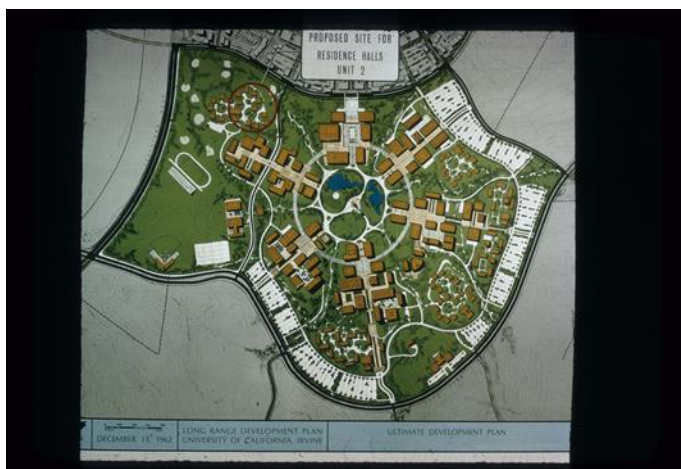 PROPOSED SITE FOR
RESIDENCE HALLS
UNIT 2
DECEMBER 13, 1962
LONG RANGE DEVELOPMENT PLAN
UNIVERSITY OF CALIFORNIA, IRVINE
ULTIMATE DEVELOPMENT PLAN